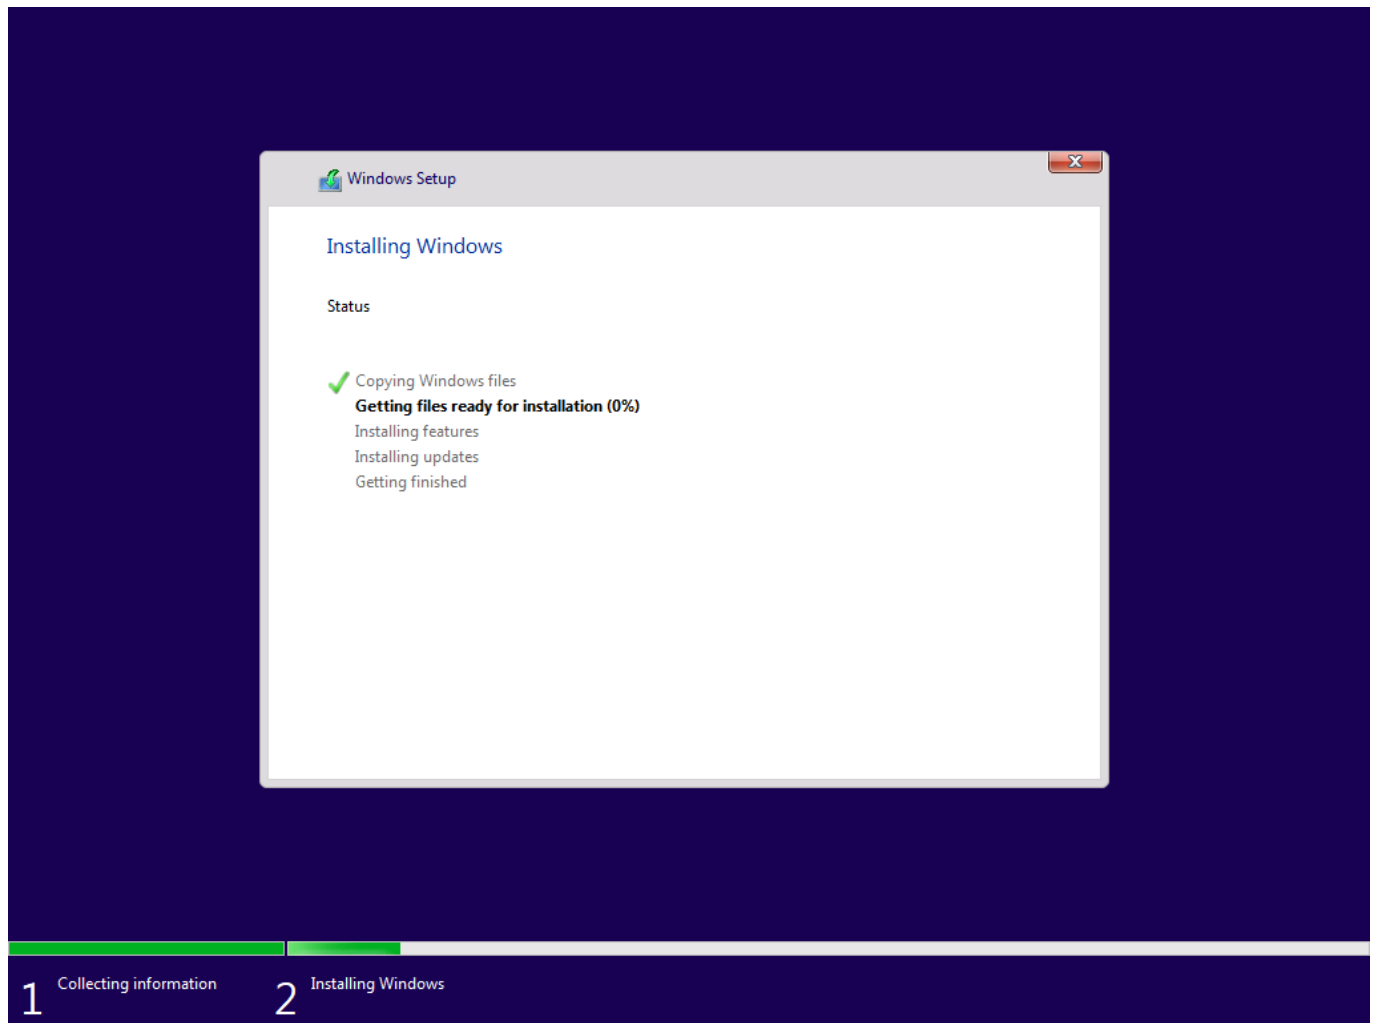 Windows Setup
Installing Windows
Status
Copying Windows files
Getting files ready for installation (0%)
Installing features
Installing updates
Getting finished
1 Collecting information
2 Installing Windows